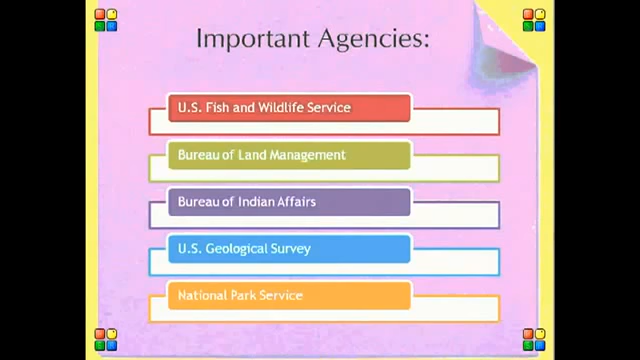 Important Agencies:
U.S. Fish and Wildlife Service
Bureau of Land Management
Bureau of Indian Affairs
U.S. Geological Survey
National Park Service